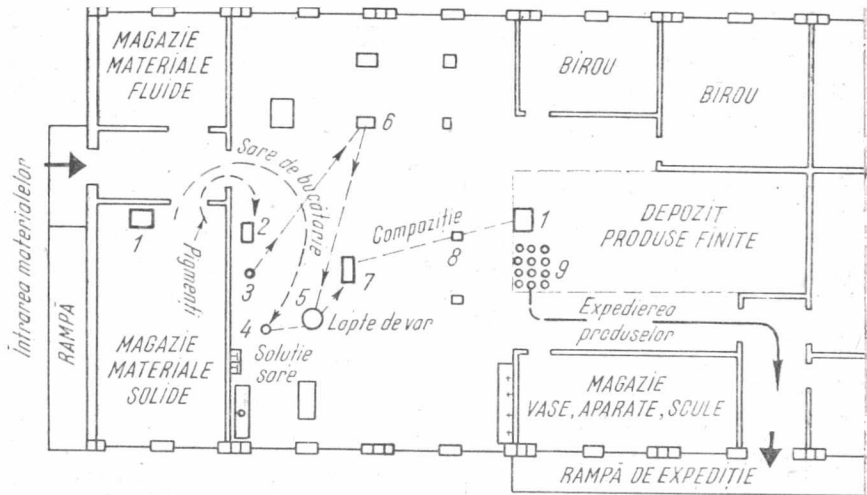 MAGAZIE
MATERIALE
FLUIDE
BIROU
BIROU
6
Sare de bucătărie
Intrarea materialelor
1
2
Pigmenți
3
Compoziție
1
DEPOZIT
PRODUSE FINITE
8
9
7
5
4
Lapte de var
Soluție
sare
RAMPĂ
MAGAZIE
MATERIALE
SOLIDE
Expedierea
produselor
MAGAZIE
VASE, APARATE, SCULE
RAMPĂ DE EXPEDIȚIE